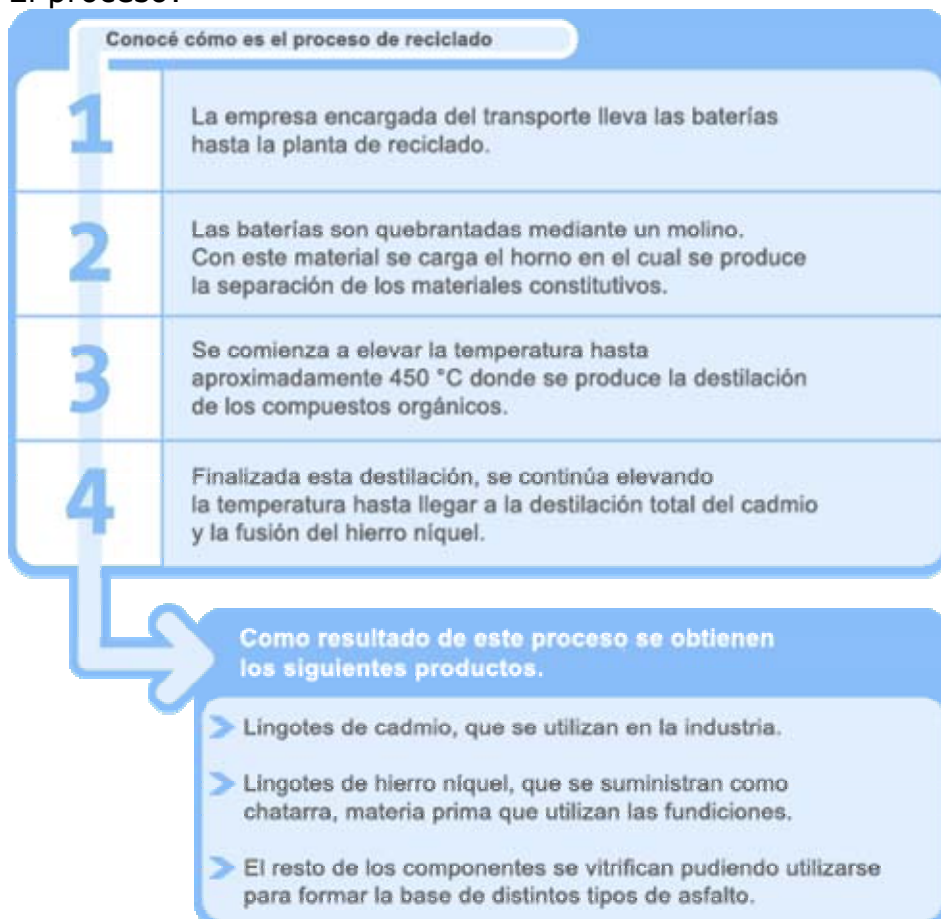 El proceso:
Conocé cómo es el proceso de reciclado
1
La empresa encargada del transporte lleva las baterías
hasta la planta de reciclado.
2
Las baterías son quebrantadas mediante un molino.
Con este material se carga el horno en el cual se produce
la separación de los materiales constitutivos.
3
Se comienza a elevar la temperatura hasta
aproximadamente 450 °C donde se produce la destilación
de los compuestos orgánicos.
4
Finalizada esta destilación, se continúa elevando
la temperatura hasta llegar a la destilación total del cadmio
y la fusión del hierro níquel.
Como resultado de este proceso se obtienen
los siguientes productos.
Lingotes de cadmio, que se utilizan en la industria.
Lingotes de hierro níquel, que se suministran como
chatarra, materia prima que utilizan las fundiciones.
El resto de los componentes se vitrifican pudiendo utilizarse
para formar la base de distintos tipos de asfalto.